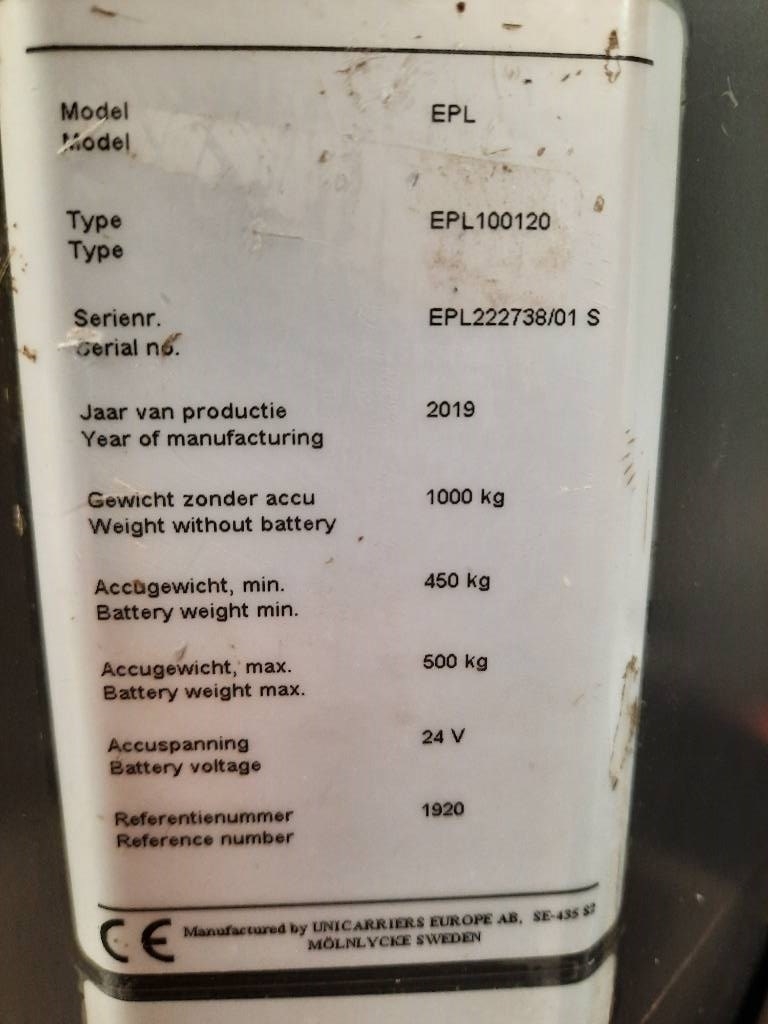 Model EPL
Model
Type EPL100120
Type
Serienr. EPL222738/01 S
Serial no.
Jaar van productie 2019
Year of manufacturing
Gewicht zonder accu 1000 kg
Weight without battery
Accugewicht, min. 450 kg
Battery weight min.
Accugewicht, max. 500 kg
Battery weight max.
Accuspanning 24 V
Battery voltage
Referentienummer 1920
Reference number
CE Manufactured by UNICARRIERS EUROPE AB, SE-435
MÖLNLYCKE SWEDEN